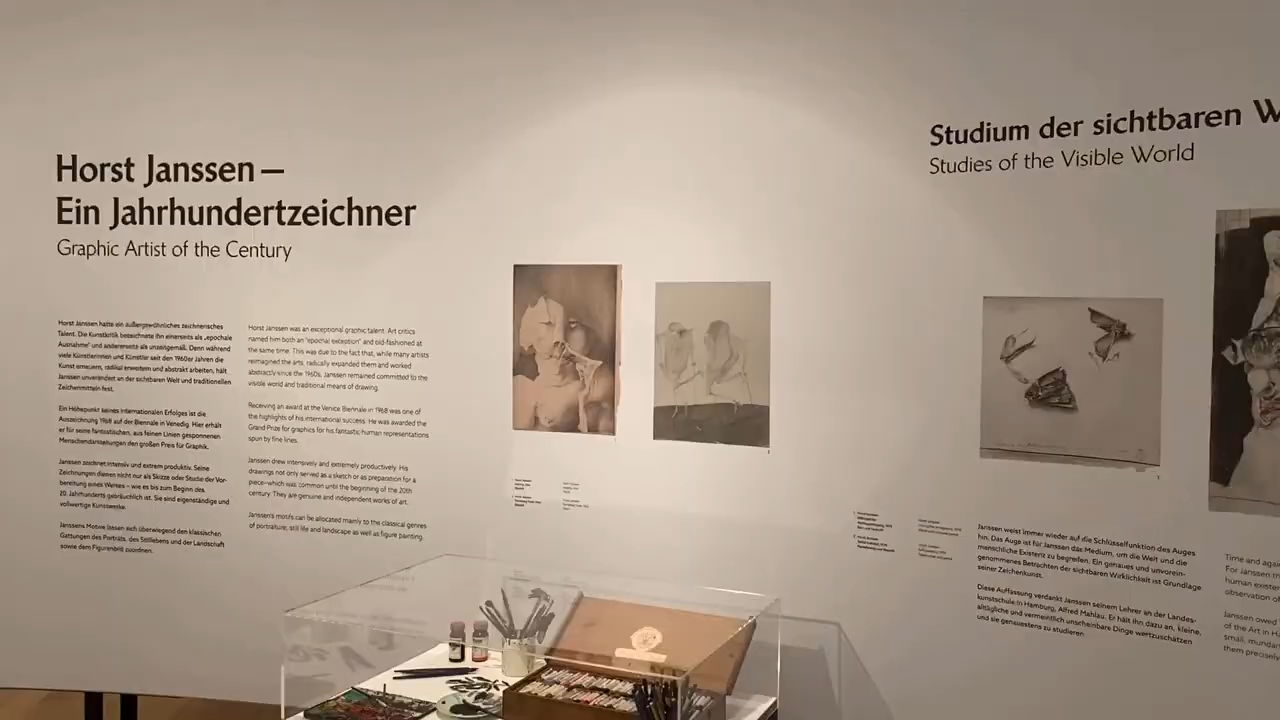 Horst Janssen –
Ein Jahrhundertzeichner
Graphic Artist of the Century
Horst Janssen hatte ein außergewöhnliches zeichnerisches
Talent. Die Kunstkritik bezeichnete ihn einerseits als „epochale
Ausnahme" und andererseits als unzeitgemäß. Denn während
viele Künstlerinnen und Künstler seit den 1960er Jahren die
Kunst erneuern, radikal erweitern und abstrakt arbeiten, hält
Janssen unverändert an der sichtbaren Welt und traditionellen
Zeichenmitteln fest.
Ein Höhepunkt seines internationalen Erfolges ist die
Auszeichnung 1968 auf der Biennale in Venedig. Hier erhält
er für seine fantastischen, aus feinen Linien gesponnenen
Menschendarstellungen den großen Preis für Graphik.
Janssen zeichnet intensiv und extrem produktiv. Seine
Zeichnungen dienen nicht nur als Skizze oder Studie der Vor-
bereitung eines Werkes – wie es bis zum Beginn des
20. Jahrhunderts gebräuchlich ist. Sie sind eigenständige und
vollwertige Kunstwerke.
Janssens Motive lassen sich überwiegend den klassischen
Gattungen des Porträts, des Stilllebens und der Landschaft
sowie dem Figurenbild zuordnen.
Horst Janssen was an exceptional graphic talent. Art critics
named him both an "epochal exception" and old-fashioned at
the same time. This was due to the fact that, while many artists
reimagined the arts, radically expanded them and worked
abstractly since the 1960s, Janssen remained committed to the
visible world and traditional means of drawing.
Receiving an award at the Venice Biennale in 1968 was one of
the highlights of his international success. He was awarded the
Grand Prize for graphics for his fantastic human representations
spun by fine lines.
Janssen drew intensively and extremely productively. His
drawings not only served as a sketch or as preparation for a
piece–which was common until the beginning of the 20th
century. They are genuine and independent works of art.
Janssen's motifs can be allocated mainly to the classical genres
of portraiture, still life and landscape as well as figure painting.
Studium der sichtbaren W
Studies of the Visible World
Janssen weist immer wieder auf die Schlüsselfunktion des Auges
hin. Das Auge ist für Janssen das Medium, um die Welt und die
menschliche Existenz zu begreifen. Ein genaues und unvorein-
genommenes Betrachten der sichtbaren Wirklichkeit ist Grundlage
seiner Zeichenkunst.
Diese Auffassung verdankt Janssen seinem Lehrer an der Landes-
kunstschule in Hamburg, Alfred Mahlau. Er hält ihn dazu an, kleine,
alltägliche und vermeintlich unscheinbare Dinge wertzuschätzen
und sie genauestens zu studieren.
Time and agai
For Janssen th
human existen
observation of
Janssen owed
of the Art in H
small, mundan
them precisely